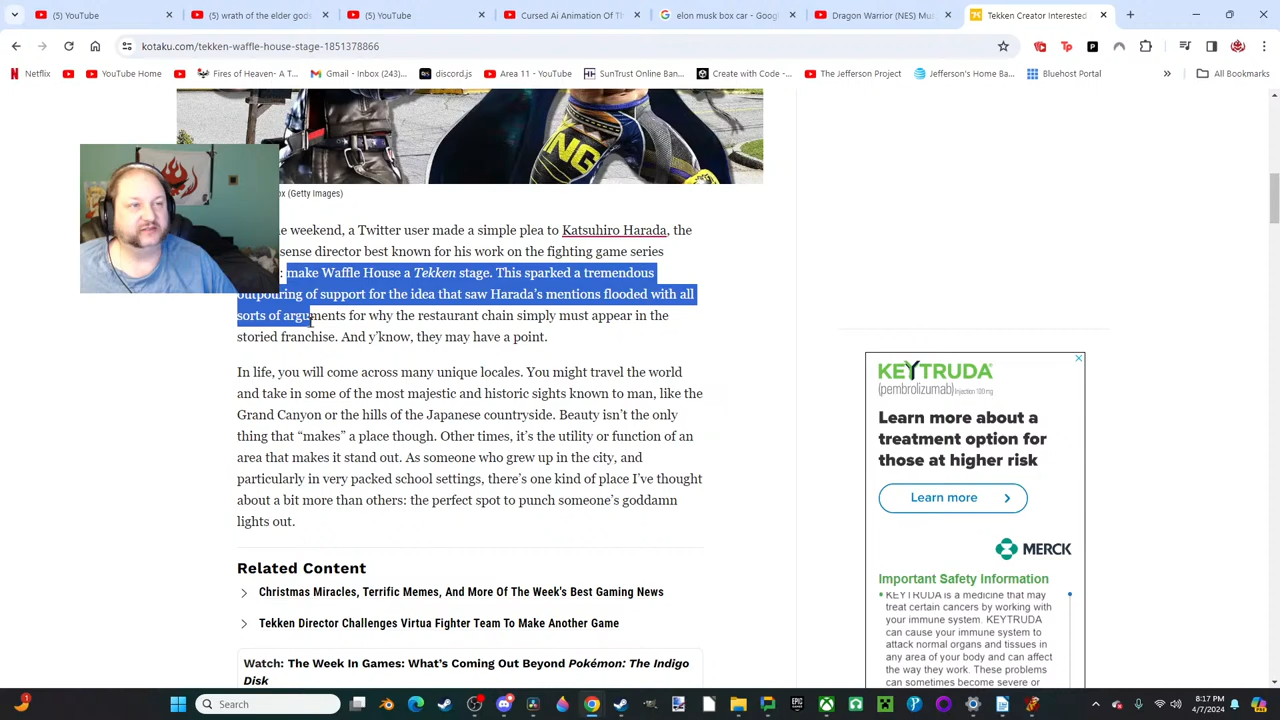 (5) YouTube
wrath of the elder gods
(5) YouTube
Cursed Ai Animation Of Th
elon musk box car - Goog
Dragon Warrior (NES) Mu
Tekken Creator Interested
kotaku.com/tekken-waffle-house-stage-1851378866
Netflix
YouTube Home
Fires of Heaven- A T...
Gmail - Inbox (243)...
discord.js
Area 11 - YouTube
SunTrust Online Ban...
Create with Code -...
The Jefferson Project
Jefferson's Home Ba...
Bluehost Portal
All Bookmarks
NG
ox (Getty Images)
e weekend, a Twitter user made a simple plea to Katsuhiro Harada, the
sense director best known for his work on the fighting game series
: make Waffle House a Tekken stage. This sparked a tremendous
outpouring of support for the idea that saw Harada's mentions flooded with all
sorts of arguments for why the restaurant chain simply must appear in the
storied franchise. And y'know, they may have a point.
In life, you will come across many unique locales. You might travel the world
and take in some of the most majestic and historic sights known to man, like the
Grand Canyon or the hills of the Japanese countryside. Beauty isn't the only
thing that “makes” a place though. Other times, it's the utility or function of an
area that makes it stand out. As someone who grew up in the city, and
particularly in very packed school settings, there's one kind of place I've thought
about a bit more than others: the perfect spot to punch someone's goddamn
lights out.
Related Content
Christmas Miracles, Terrific Memes, And More Of The Week's Best Gaming News
Tekken Director Challenges Virtua Fighter Team To Make Another Game
Watch: The Week In Games: What's Coming Out Beyond Pokémon: The Indigo
Disk
KEYTRUDA
(pembrolizumab) Injection 100 mg
Learn more about a
treatment option for
those at higher risk
Learn more
MERCK
Important Safety Information
• KEYTRUDA is a medicine that may
treat certain cancers by working with
your immune system. KEYTRUDA
can cause your immune system to
attack normal organs and tissues in
any area of your body and can affect
the way they work. These problems
can sometimes become severe or
1
Search
8:17 PM
4/7/2024